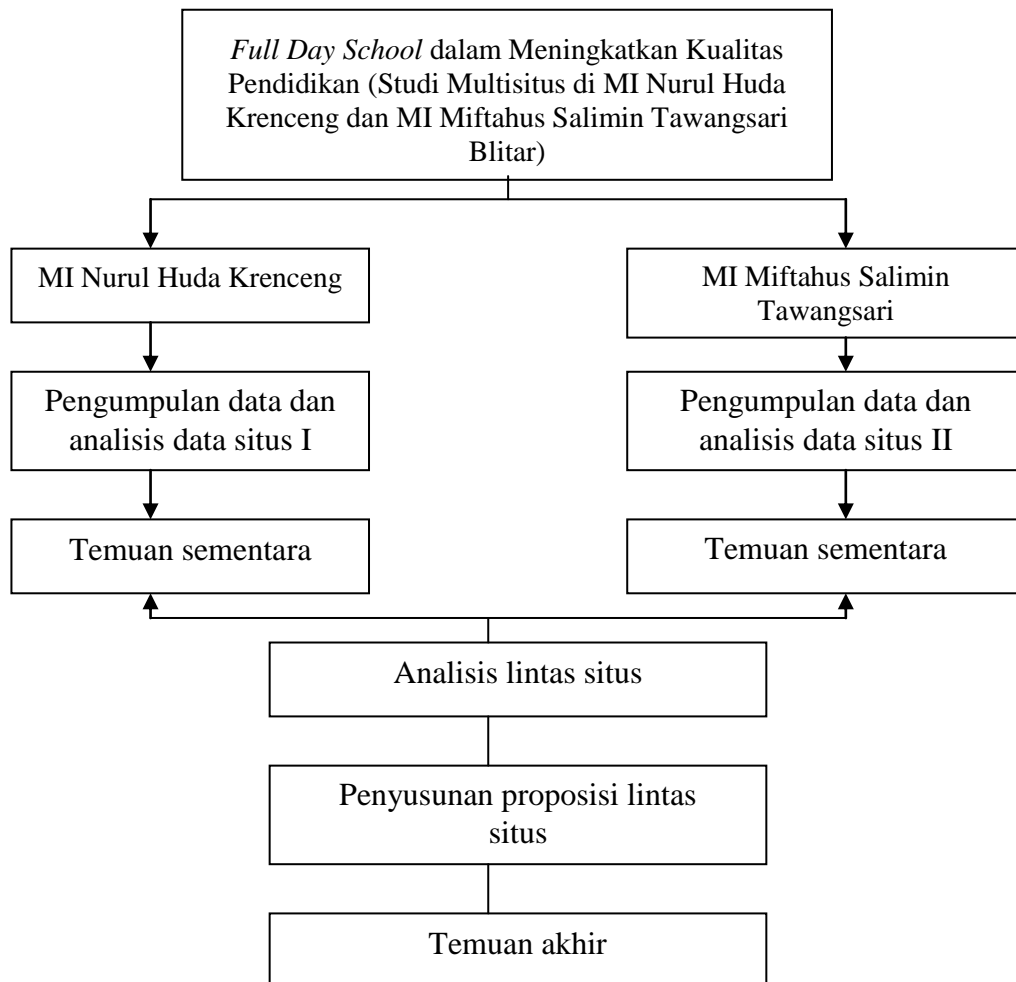 Full Day School dalam Meningkatkan Kualitas
Pendidikan (Studi Multisitus di MI Nurul Huda
Krenceng dan MI Miftahus Salimin Tawangsari
Blitar)
MI Nurul Huda Krenceng
MI Miftahus Salimin
Tawangsari
Pengumpulan data dan
analisis data situs I
Pengumpulan data dan
analisis data situs II
Temuan sementara
Temuan sementara
Analisis lintas situs
Penyusunan proposisi lintas
situs
Temuan akhir